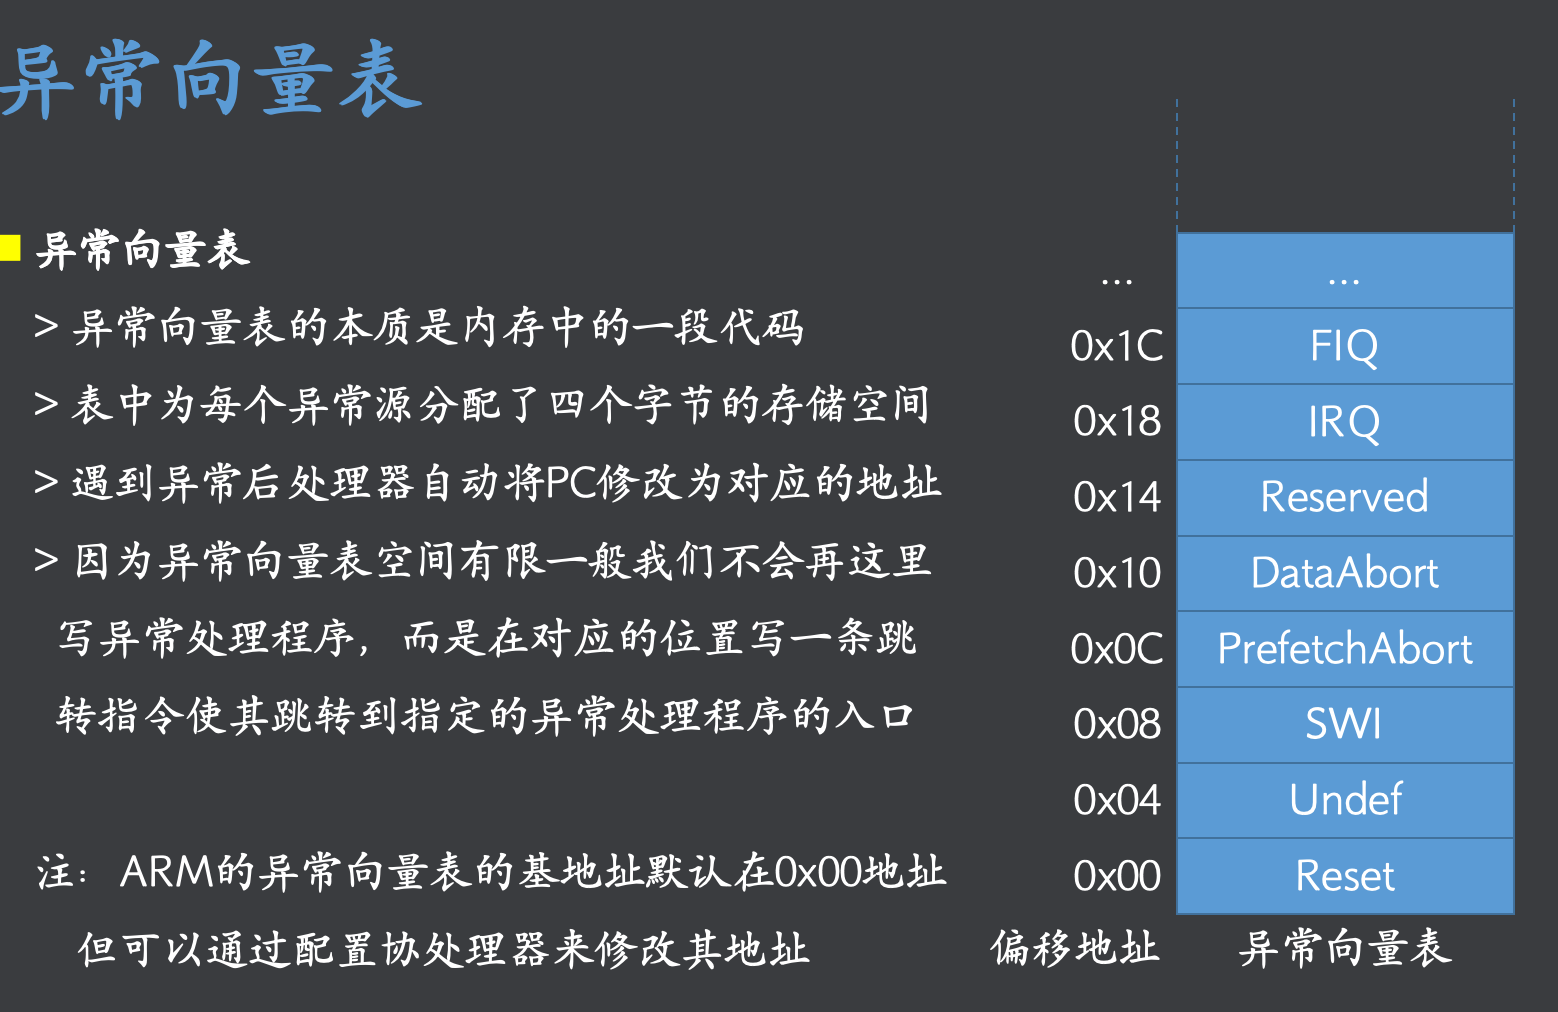 异常向量表
异常向量表
> 异常向量表的本质是内存中的一段代码
> 表中为每个异常源分配了四个字节的存储空间
> 遇到异常后处理器自动将PC修改为对应的地址
> 因为异常向量表空间有限一般我们不会再这里
写异常处理程序，而是在对应的位置写一条跳
转指令使其跳转到指定的异常处理程序的入口
注： ARM的异常向量表的基地址默认在0x00地址
但可以通过配置协处理器来修改其地址
... ...
0x1C FIQ
0x18 IRQ
0x14 Reserved
0x10 DataAbort
0x0C PrefetchAbort
0x08 SWI
0x04 Undef
0x00 Reset
偏移地址 异常向量表